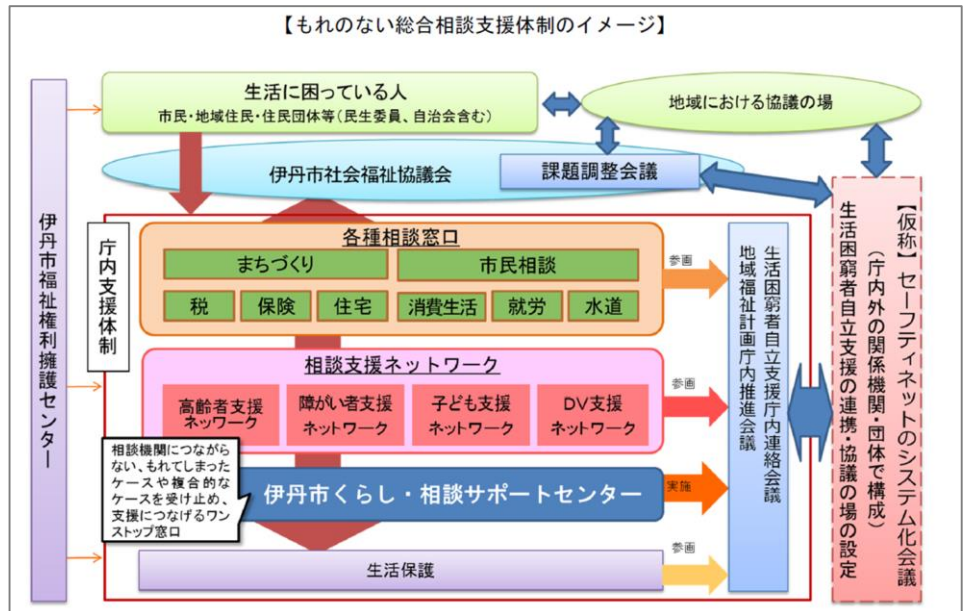 【もれのない総合相談支援体制のイメージ】
生活に困っている人
市民・地域住民・住民団体等（民生委員、自治会含む）
地域における協議の場
伊丹市社会福祉協議会
課題調整会議
伊丹市福祉権利擁護センター
庁内支援体制
各種相談窓口
まちづくり
市民相談
税
保険
住宅
消費生活
就労
水道
参画
相談支援ネットワーク
高齢者支援
ネッワーク
障がい者支援
ネットワーク
子ども支援
ネットワーク
DV支援
ネットワーク
参画
相談機関につながら
ない、もれてしまった
ケースや複合的な
ケースを受け止め、
支援につなげるワン
ストップ窓口
伊丹市くらし・相談サポートセンター
実施
生活保護
参画
生活困窮者自立支援庁内連絡会議
地域福祉計画庁内推進会議
【仮称】セーフティネットのシステム化会議
（庁内外の関係機関・団体で構成）
生活困窮者自立支援の連携・協議の場の設定